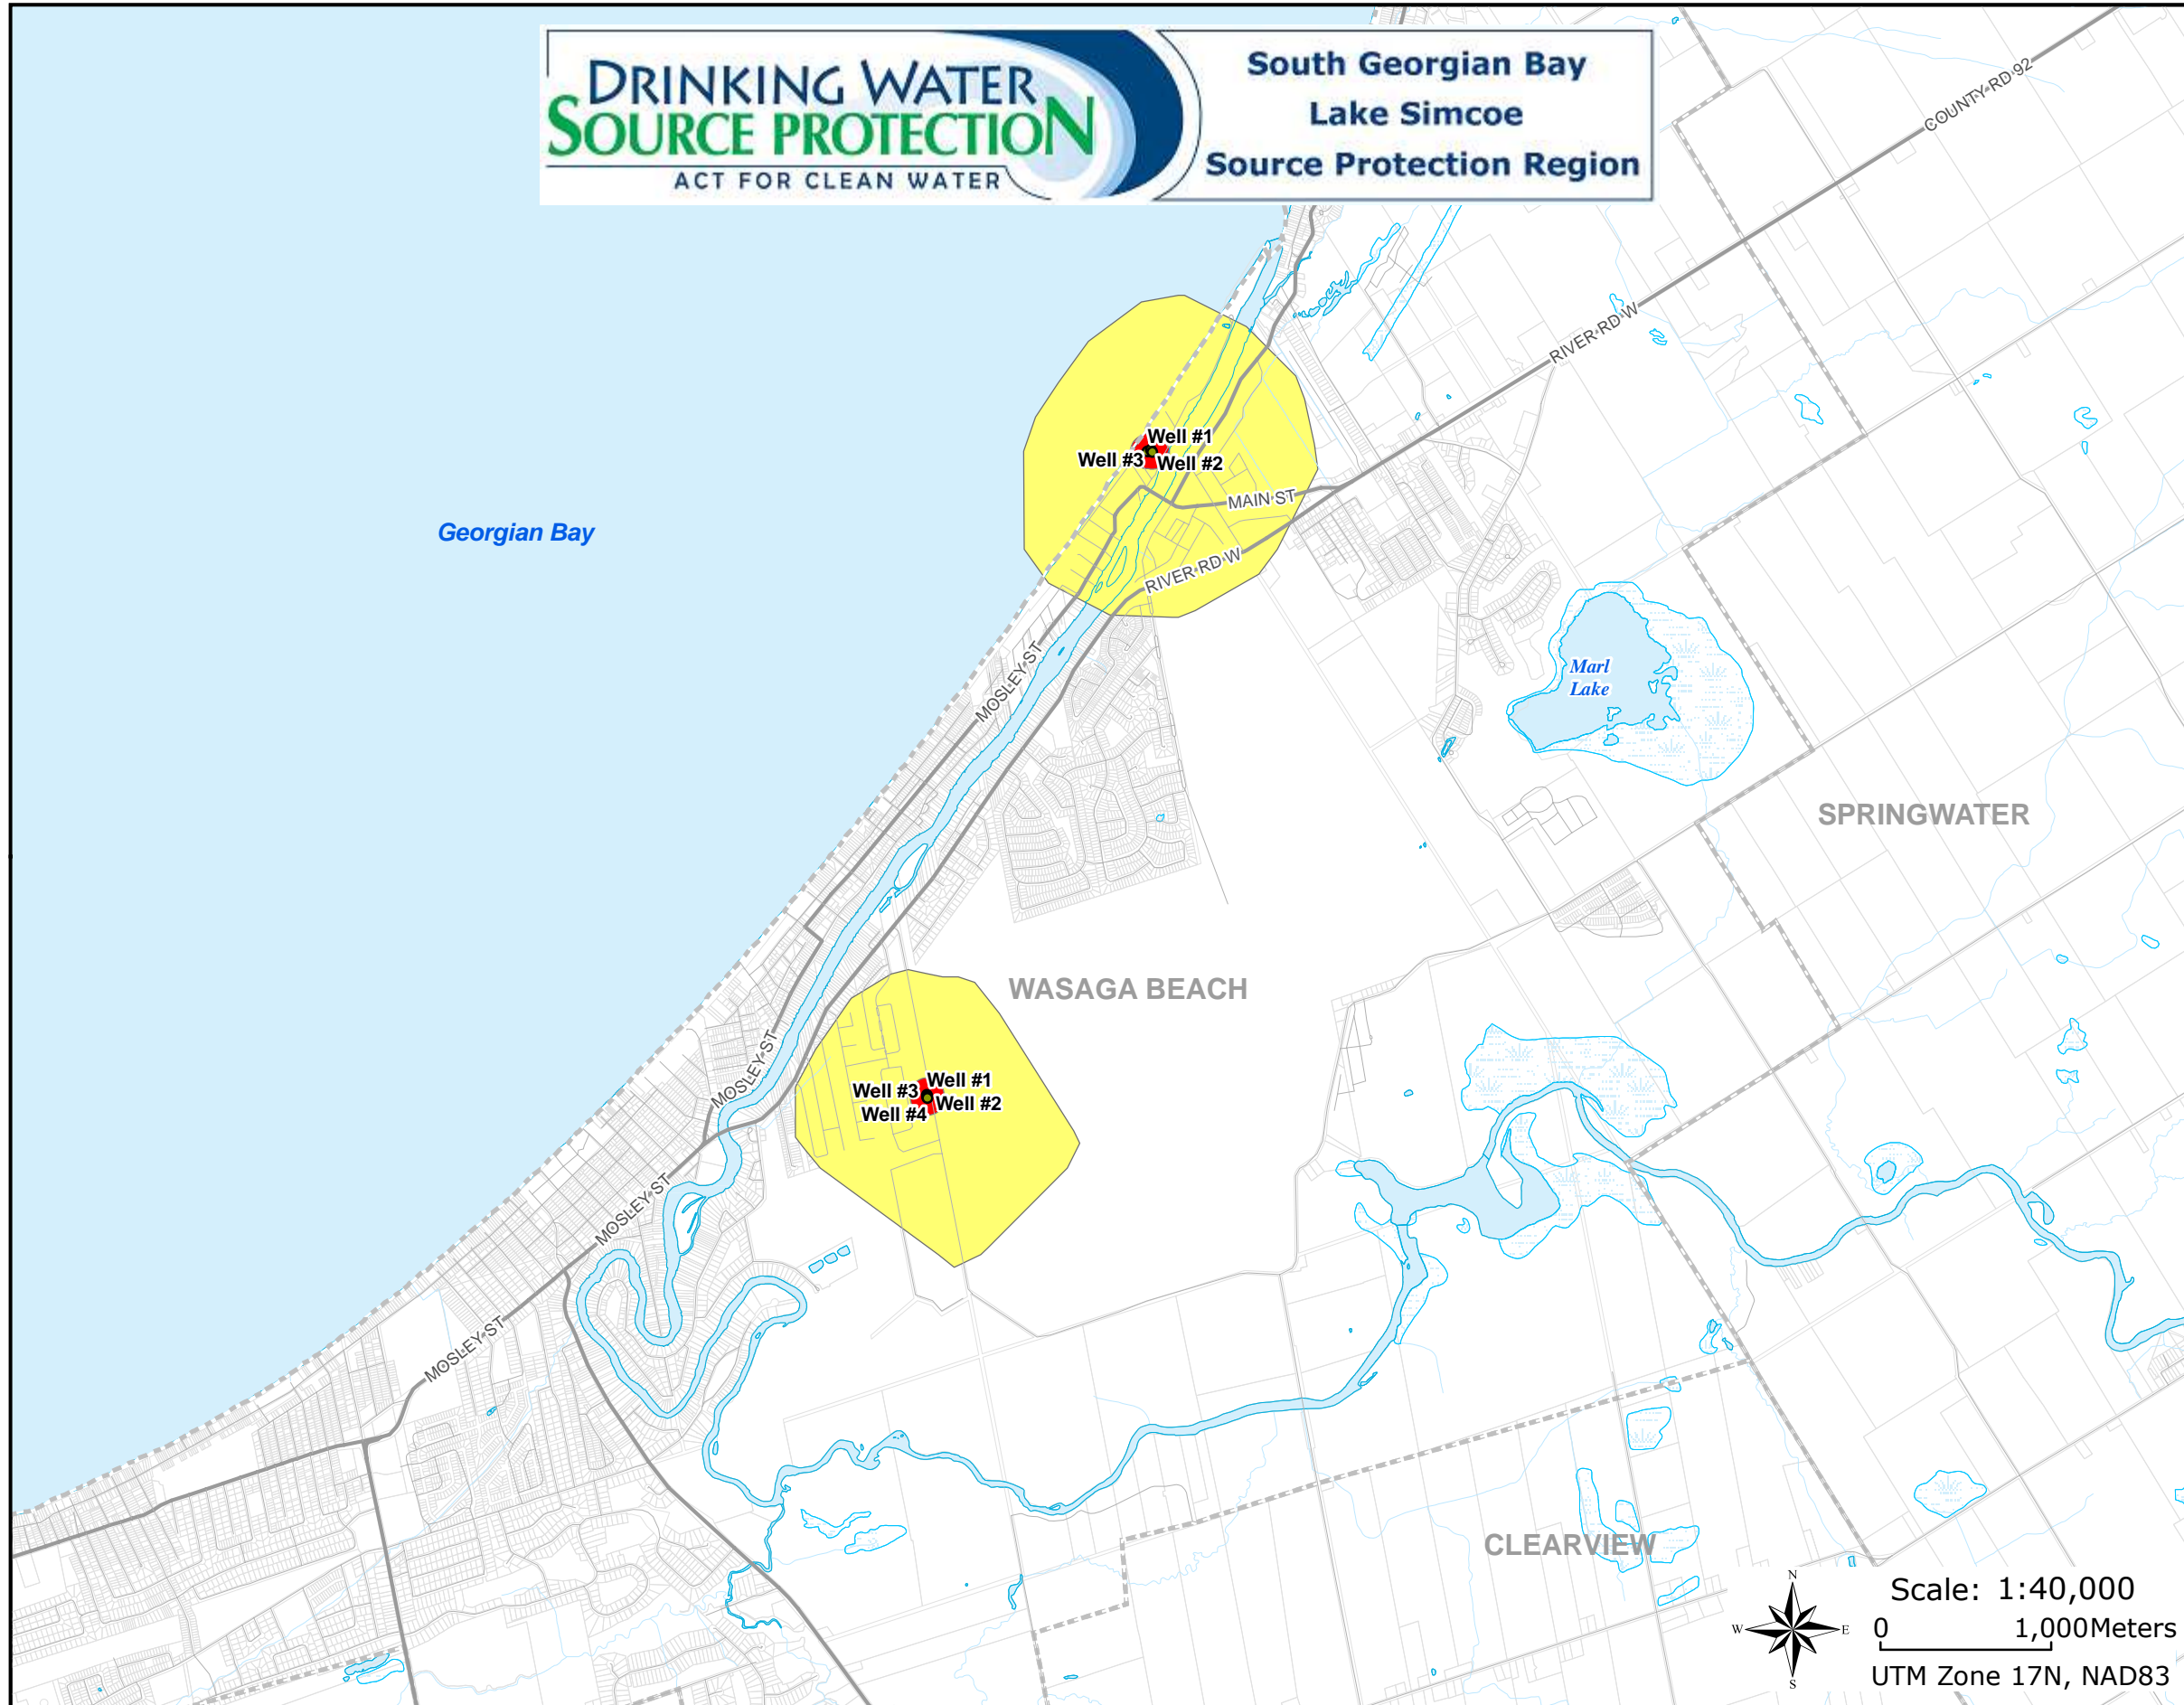 DRINKING WATER
SOURCE PROTECTION
ACT FOR CLEAN WATER
South Georgian Bay
Lake Simcoe
Source Protection Region
COUNTY RD 92
RIVER RD W
Well #1
Well #3
Well #2
MAIN ST
Georgian Bay
RIVER RD W
MOSLEY ST
Marl
Lake
SPRINGWATER
WASAGA BEACH
MOSLEY ST
Well #1
Well #3
Well #2
Well #4
MOSLEY ST
MOSLEY ST
CLEARVIEW
N
W
E
S
Scale: 1:40,000
0 1,000Meters
UTM Zone 17N, NAD83